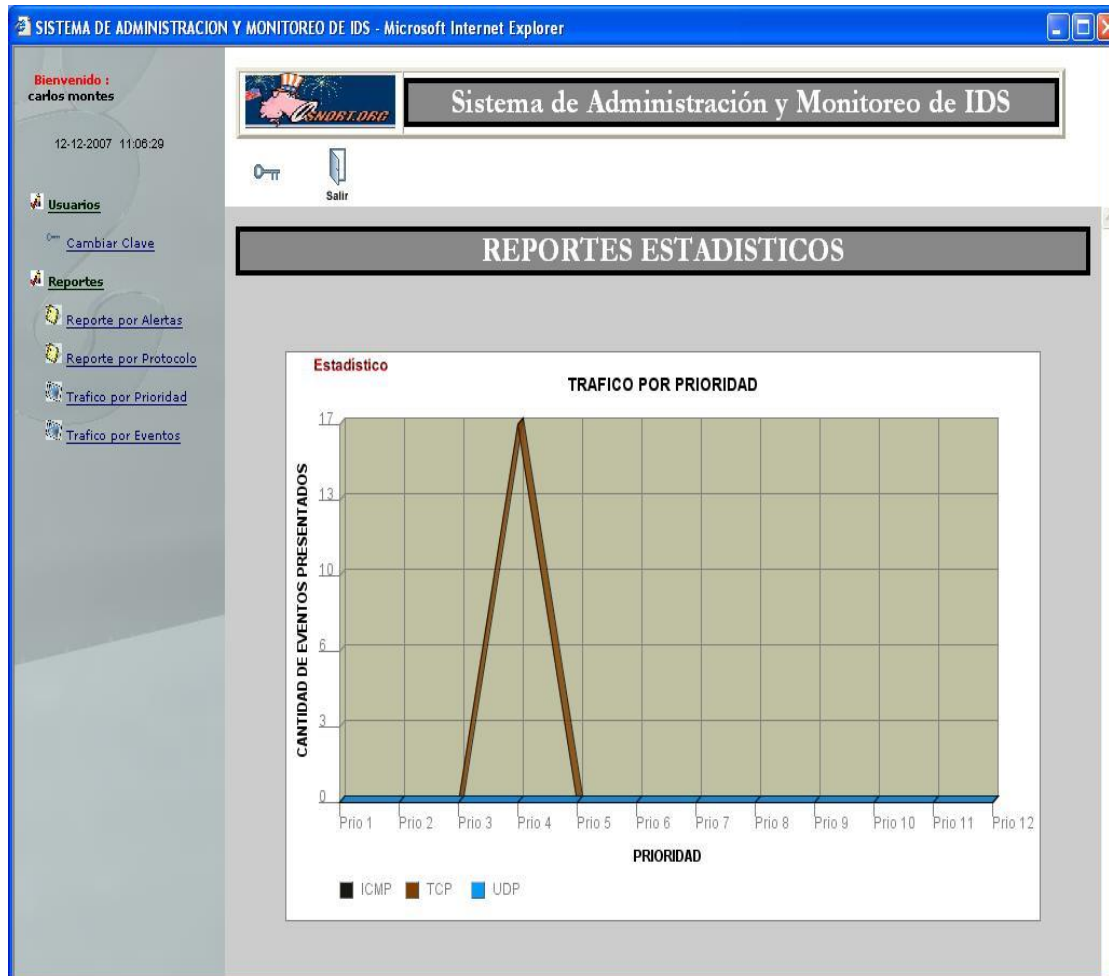 SISTEMA DE ADMINISTRACION Y MONITOREO DE IDS - Microsoft Internet Explorer
Bienvenido :
carlos montes
12-12-2007 11:06:29
Usuarios
Cambiar Clave
Reportes
Reporte por Alertas
Reporte por Protocolo
Trafico por Prioridad
Trafico por Eventos
SNORT.ORG
Sistema de Administración y Monitoreo de IDS
Salir
REPORTES ESTADISTICOS
Estadístico
TRAFICO POR PRIORIDAD
CANTIDAD DE EVENTOS PRESENTADOS
17
13
10
6
3
0
Prio 1 Prio 2 Prio 3 Prio 4 Prio 5 Prio 6 Prio 7 Prio 8 Prio 9 Prio 10 Prio 11 Prio 12
PRIORIDAD
ICMP TCP UDP